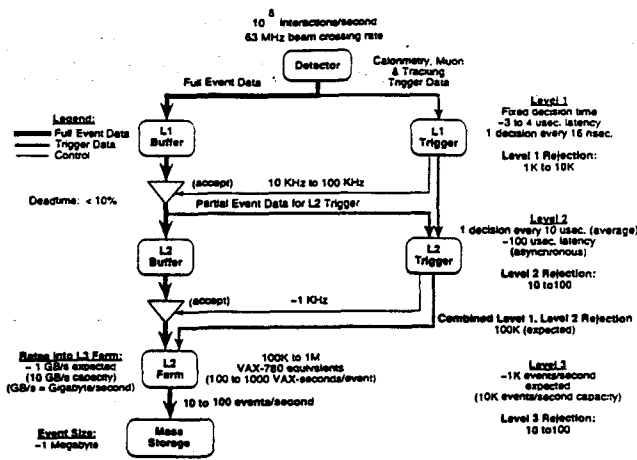 10 8 Interactions/second
63 MHz beam crossing rate
Detector
Full Event Data
Calorimetry, Muon
& Tracking
Trigger Data
Legend:
Full Event Data
Trigger Data
Control
L1
Buffer
L1
Trigger
Level 1
Fixed decision time
~3 to 4 usec. latency
1 decision every 16 nsec.
Level 1 Rejection:
1K to 10K
(accept)
10 KHz to 100 KHz
Deadtime: < 10%
Partial Event Data for L2 Trigger
L2
Buffer
L2
Trigger
Level 2
1 decision every 10 usec. (average)
~100 usec. latency
(asynchronous)
Level 2 Rejection:
10 to100
(accept)
~1 KHz
Combined Level 1, Level 2 Rejection
100K (expected)
Rates into L3 Farm:
~ 1 GB/s expected
(10 GB/s capacity)
(GB/s = Gigabyte/second)
L2
Farm
100K to 1M
VAX-780 equivalents
(100 to 1000 VAX-seconds/event)
Level 3
~1K events/second
expected
(10K events/second capacity)
Level 3 Rejection:
10 to100
10 to 100 events/second
Event Size:
~1 Megabyte
Mass
Storage